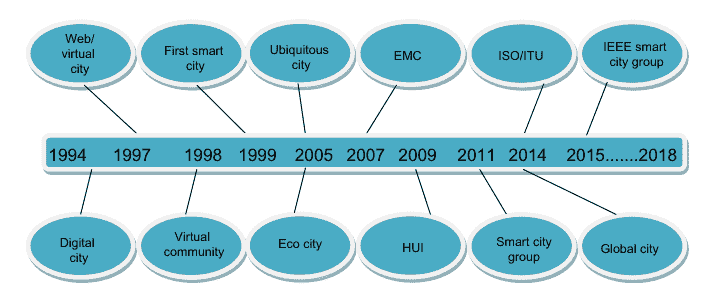 Web/
virtual
city
First smart
city
Ubiquitous
city
EMC
ISO/ITU
IEEE smart
city group
1994 1997 1998 1999 2005 2007 2009 2011 2014 2015.......2018
Digital
city
Virtual
community
Eco city
HUI
Smart city
group
Global city